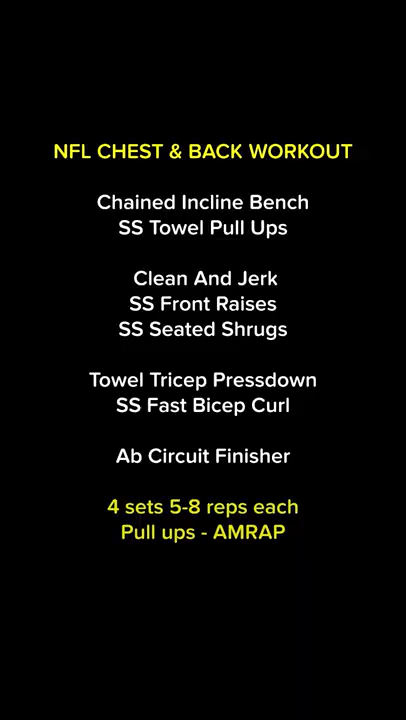 NFL CHEST & BACK WORKOUT
Chained Incline Bench
SS Towel Pull Ups
Clean And Jerk
SS Front Raises
SS Seated Shrugs
Towel Tricep Pressdown
SS Fast Bicep Curl
Ab Circuit Finisher
4 sets 5-8 reps each
Pull ups - AMRAP